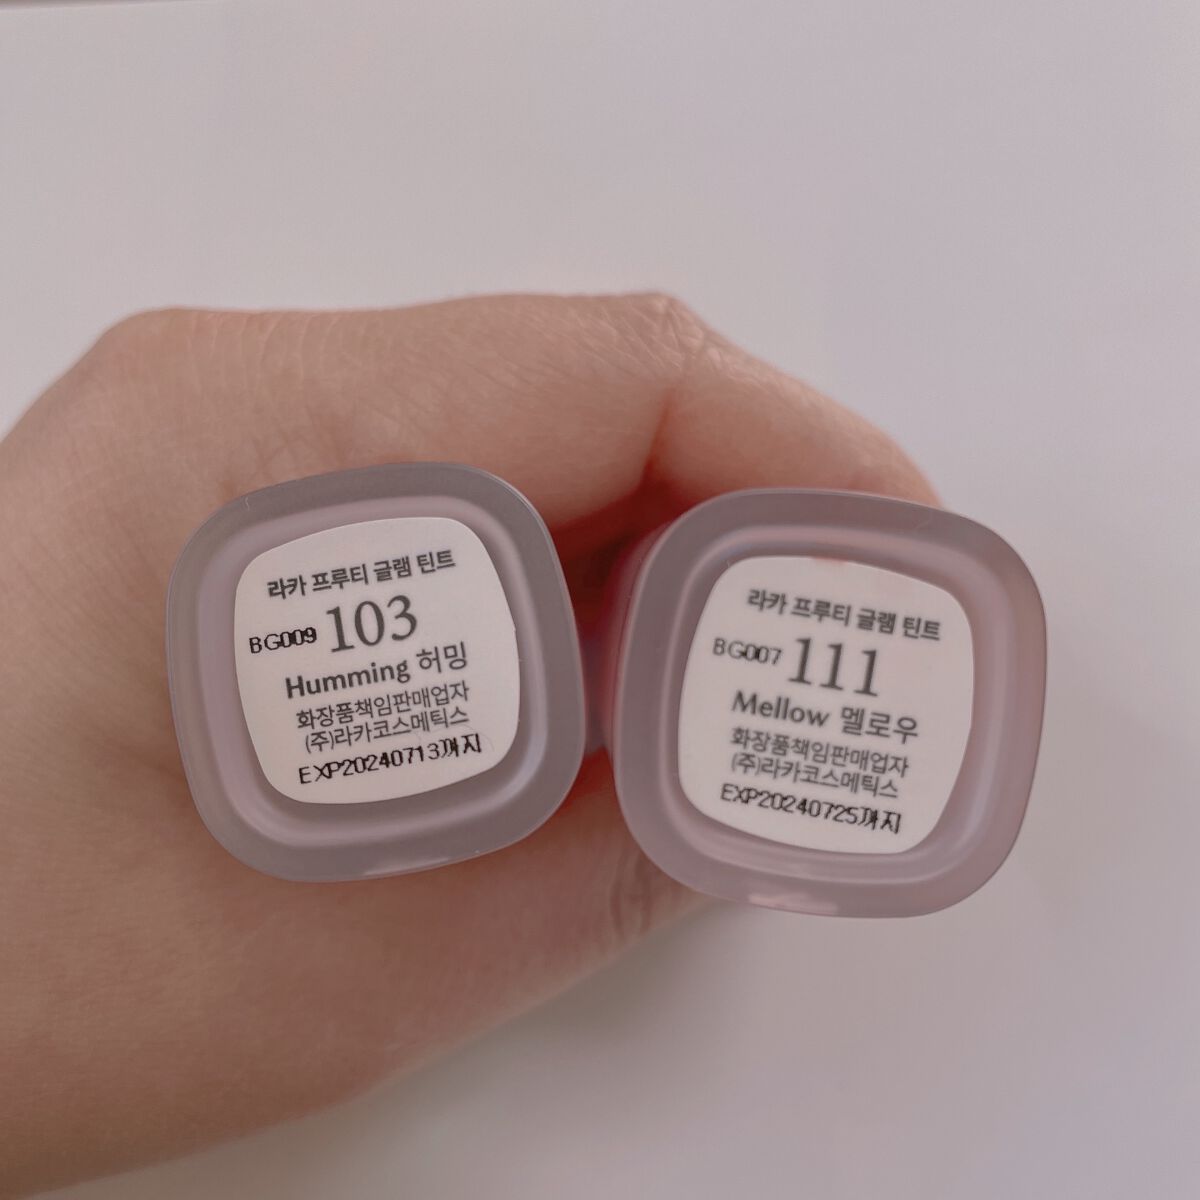 라카 프루티 글램 틴트
BG009 103
Humming 허밍
화장품책임판매업자
(주)라카코스메틱스
EXP20240713까지
라카 프루티 글램 틴트
BG007 111
Mellow 멜로우
화장품책임판매업자
(주)라카코스메틱스
EXP20240725까지